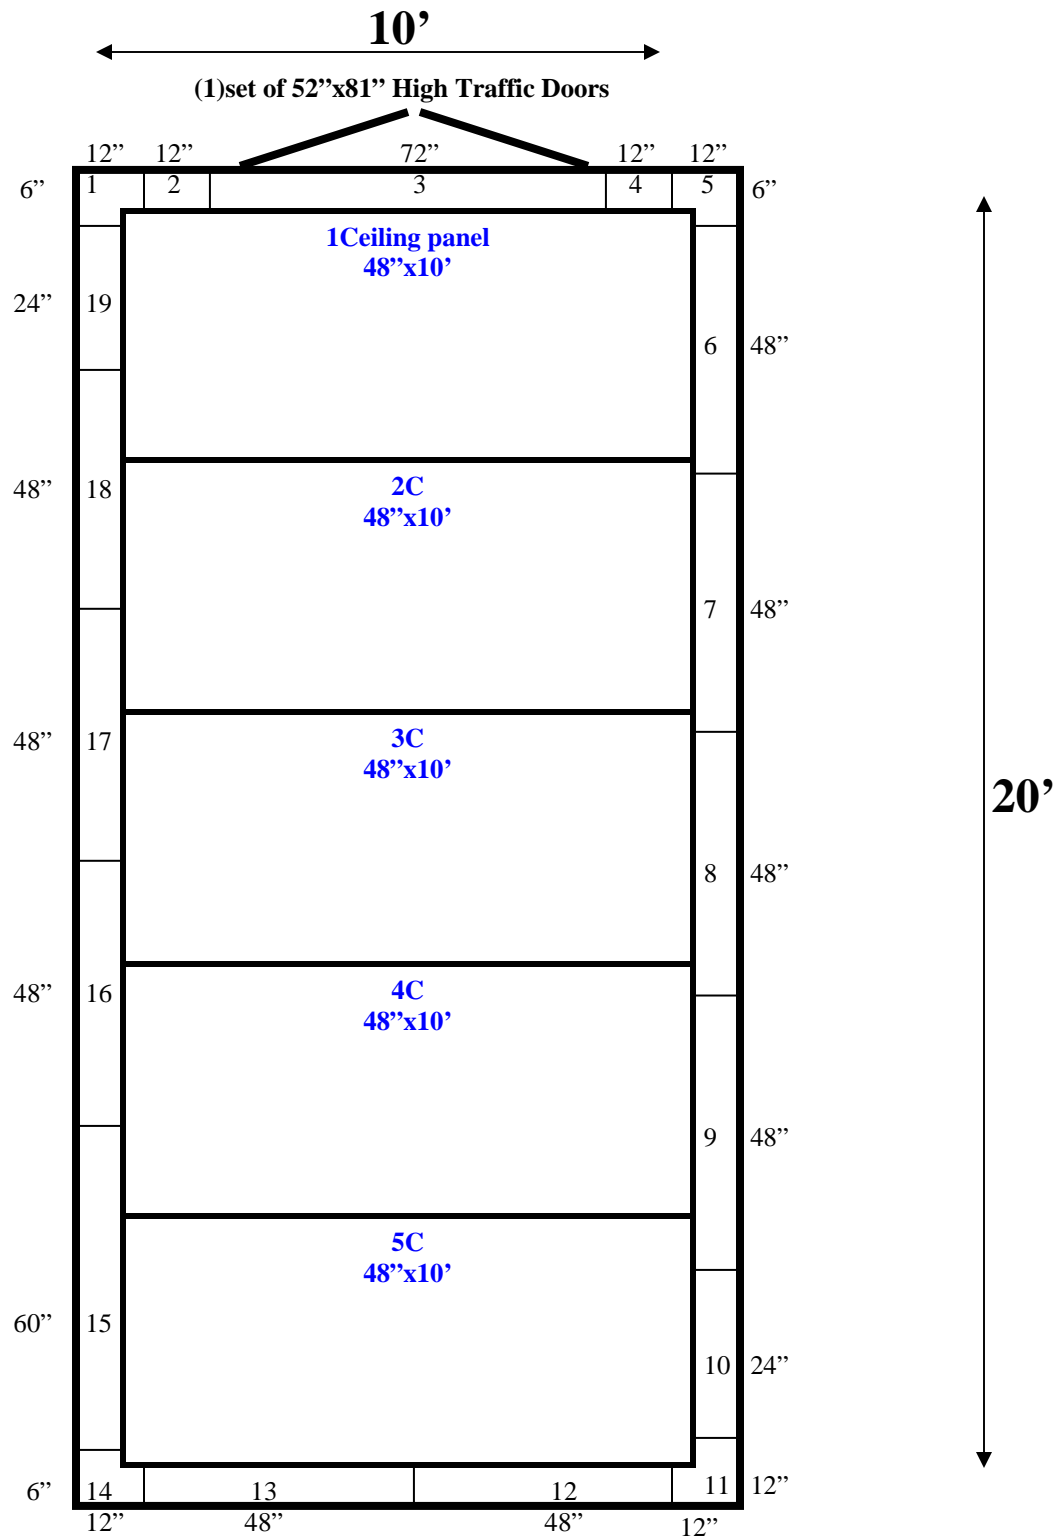 10’
(1)set of 52”x81” High Traffic Doors
12” 12” 72” 12” 12”
6” 1 2 3 4 5 6”
1Ceiling panel
48”x10’
24” 19
6 48”
48” 18
2C
48”x10’
7 48”
48” 17
3C
48”x10’
20’
8 48”
48” 16
4C
48”x10’
9 48”
5C
48”x10’
60” 15
10 24”
6” 14 13 12 11 12”
12” 48” 48” 12”